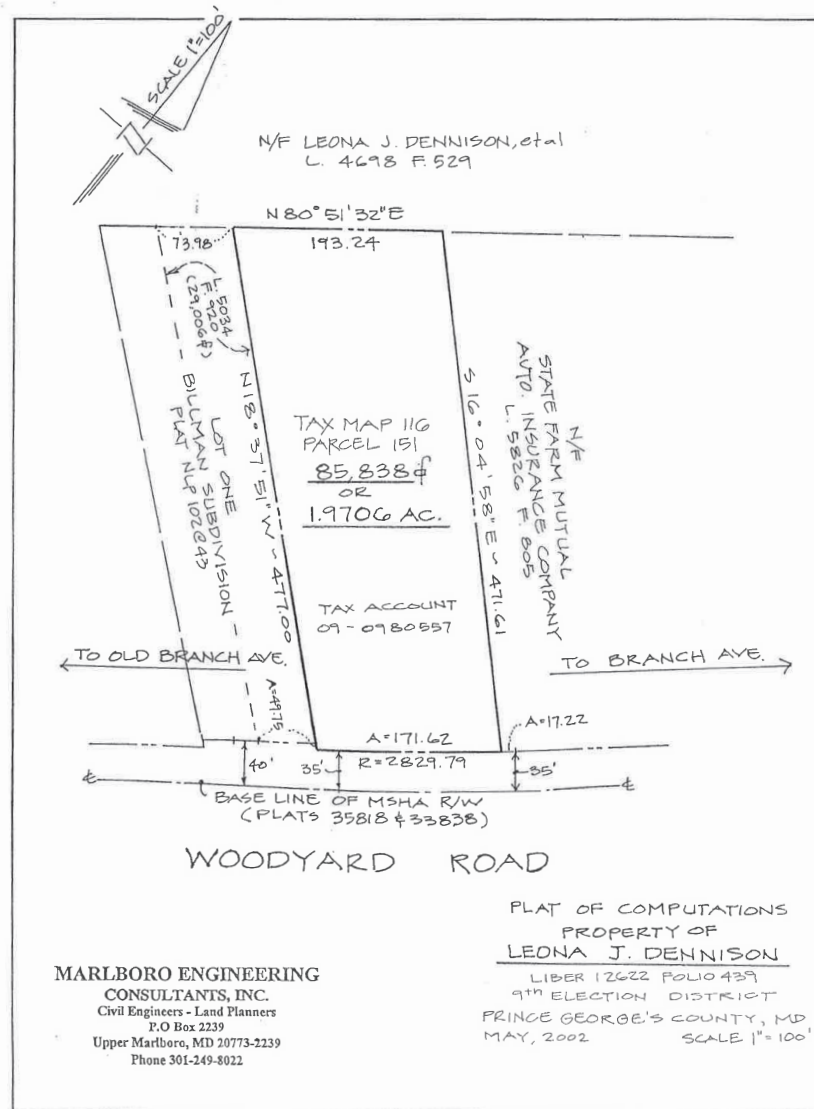 SCALE 1"=100'
N/F LEONA J. DENNISON, etal
L. 4698 F. 529
N 80° 51' 32" E
193.24
73.98
L. 5034
F. 920
(29,006⌗)
LOT ONE
BILLMAN SUBDIVISION
PLAT NLP 102@43
N 18° 37' 51" W ~ 477.00
TAX MAP 116
PARCEL 151
85,838⌗
OR
1.9706 AC.
TAX ACCOUNT
09-0980557
S 16° 04' 58" E ~ 471.61
N/F
STATE FARM MUTUAL
AUTO. INSURANCE COMPANY
L. 5826 F. 805
TO OLD BRANCH AVE.
TO BRANCH AVE.
A=49.75
A=171.62
A=17.22
40'
35'
R=2829.79
35'
℄
℄
BASE LINE OF MSHA R/W
(PLATS 35818 & 33838)
WOODYARD ROAD
PLAT OF COMPUTATIONS
PROPERTY OF
LEONA J. DENNISON
LIBER 12622 FOLIO 439
9th ELECTION DISTRICT
PRINCE GEORGE'S COUNTY, MD
MAY, 2002 SCALE 1"=100'
MARLBORO ENGINEERING
CONSULTANTS, INC.
Civil Engineers - Land Planners
P.O Box 2239
Upper Marlboro, MD 20773-2239
Phone 301-249-8022